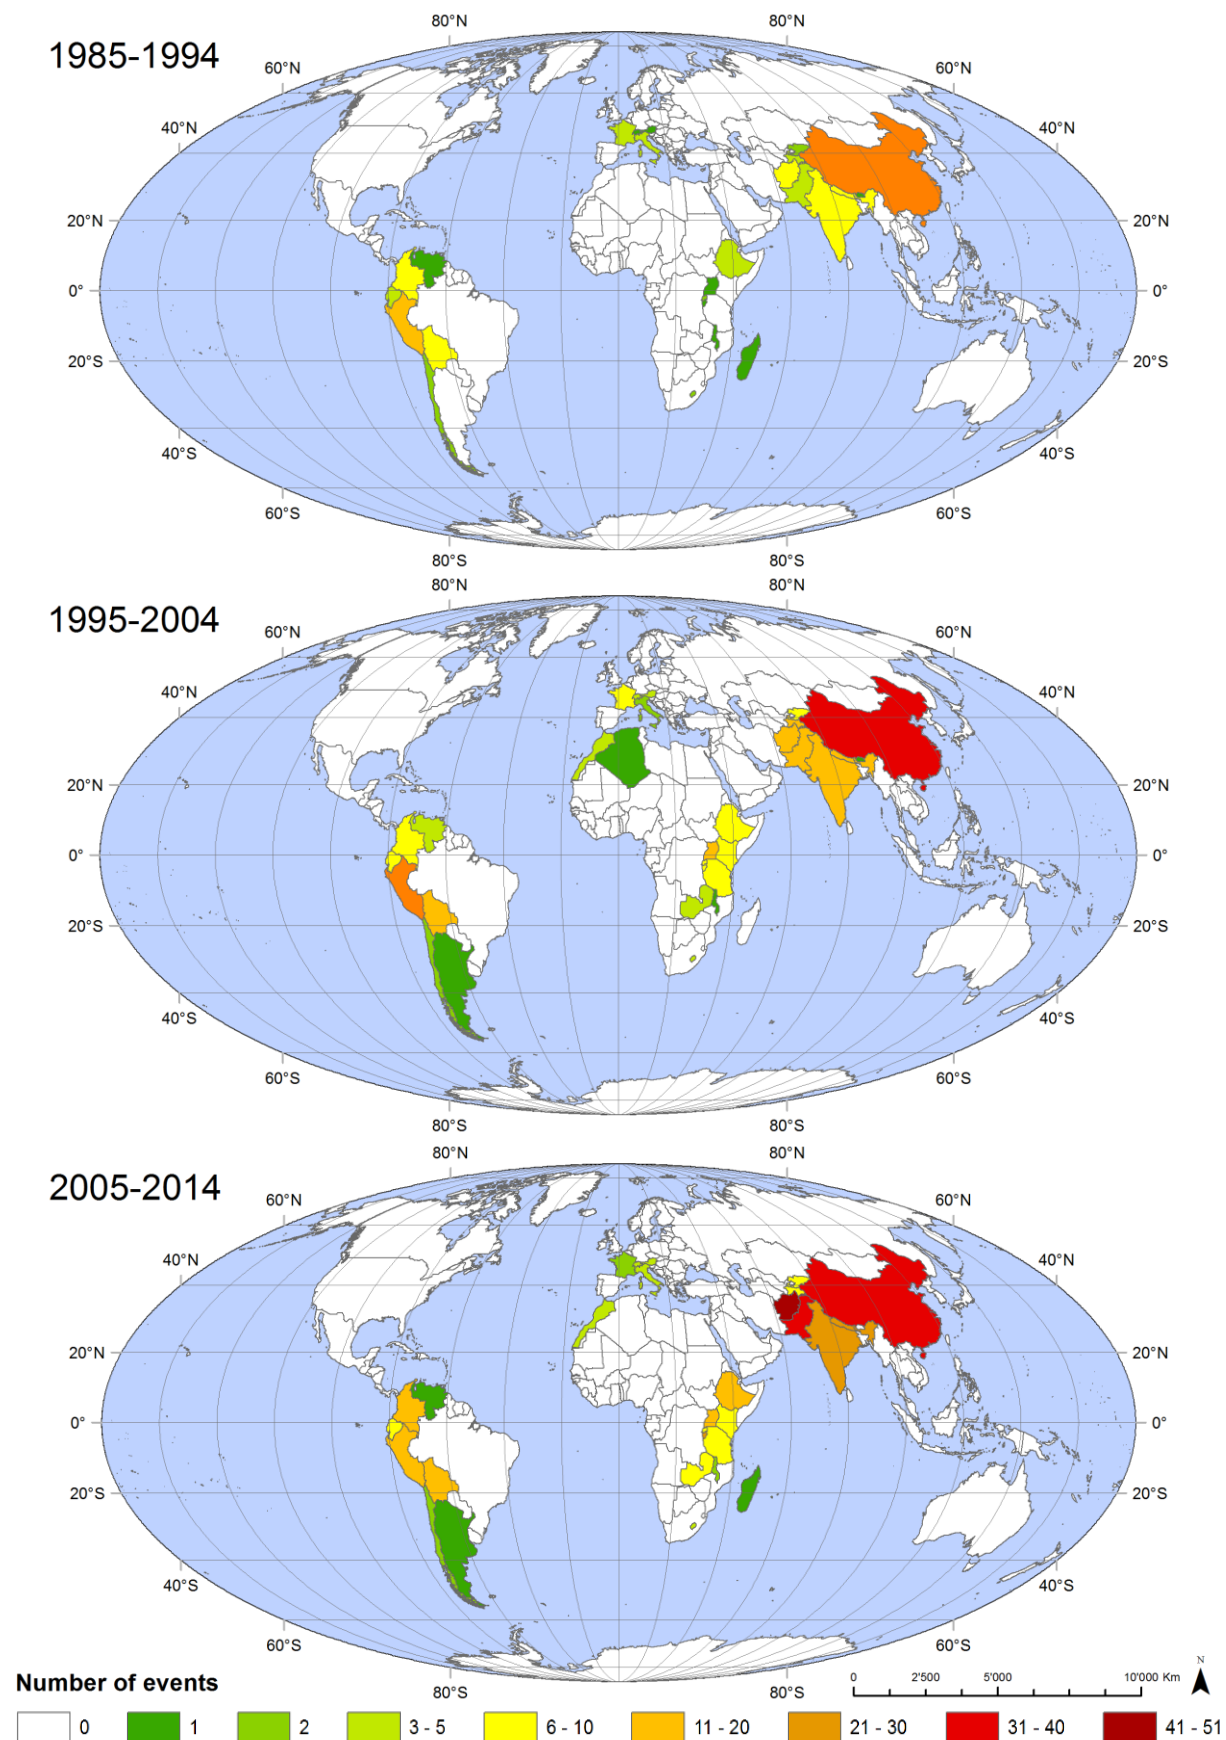 80°N 80°N
1985-1994
60°N 60°N
40°N 40°N
20°N 20°N
0° 0°
20°S 20°S
40°S 40°S
60°S 60°S
80°S 80°S
80°N 80°N
1995-2004
60°N 60°N
40°N 40°N
20°N 20°N
0° 0°
20°S 20°S
40°S 40°S
60°S 60°S
80°S 80°S
80°N 80°N
2005-2014
60°N 60°N
40°N 40°N
20°N 20°N
0° 0°
20°S 20°S
40°S 40°S
60°S 60°S
N
Number of events
0 2'500 5'000 10'000 Km
80°S 80°S
0 1 2 3 - 5 6 - 10 11 - 20 21 - 30 31 - 40 41 - 51